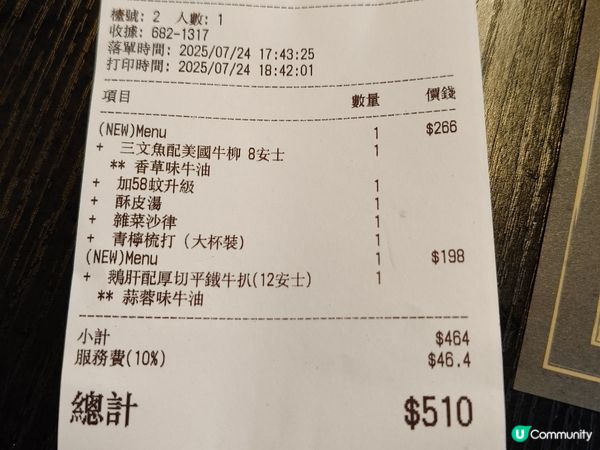 檯號: 2 人數: 1
收據: 682-1317
落單時間: 2025/07/24 17:43:25
打印時間: 2025/07/24 18:42:01
項目 數量 價錢
(NEW)Menu 1 $266
+ 三文魚配美國牛柳 8安士 1
** 香草味牛油
+ 加58蚊升級 1
+ 酥皮湯 1
+ 雜菜沙律 1
+ 青檸梳打 (大杯裝) 1
(NEW)Menu 1 $198
+ 鵝肝配厚切平鐵牛扒(12安士) 1
** 蒜蓉味牛油
小計 $464
服務費(10%) $46.4
總計 $510
U Community